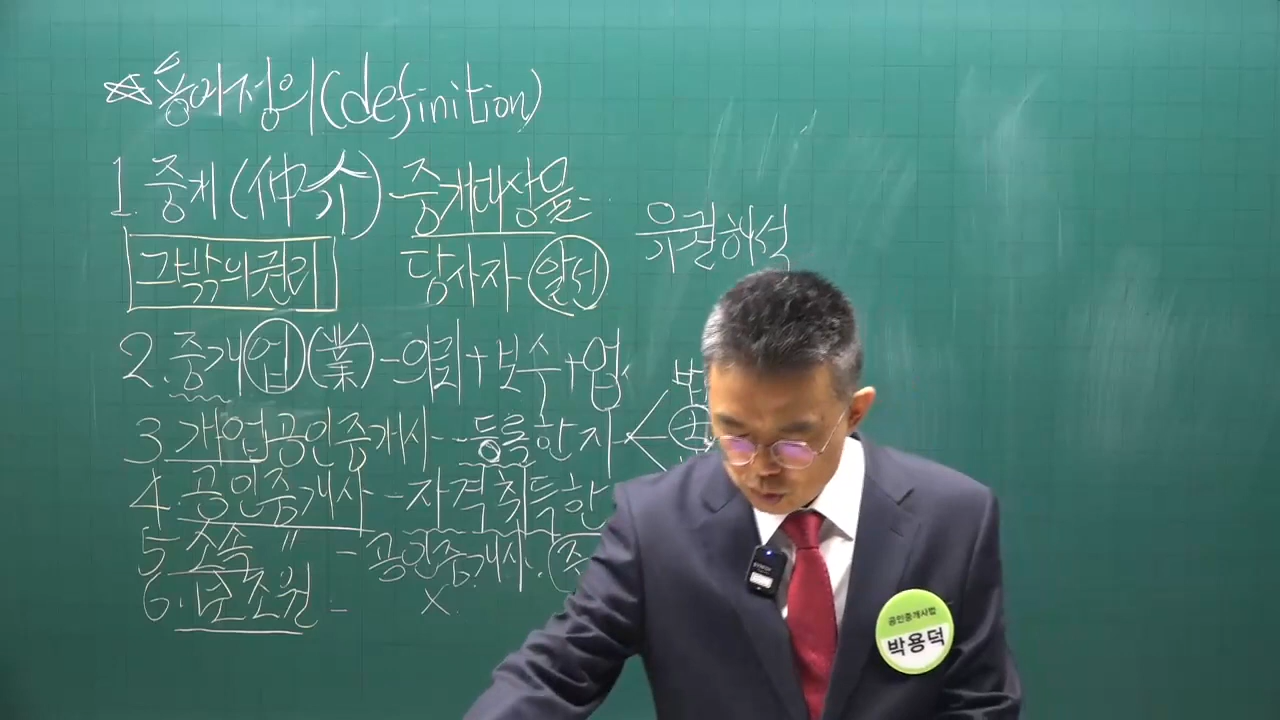 ☆용어정의(definition)
1. 중개(仲介)-중개대상물
유권해석
그밖의권리 당사자 알선
2. 중개업(業)-의뢰+보수+업
3. 개업공인중개사--등록한자
4. 공인중개사-자격취득한
5. 소속 〃 -공인중개사.
6. 보조원- X.
공인중개사법
박용덕